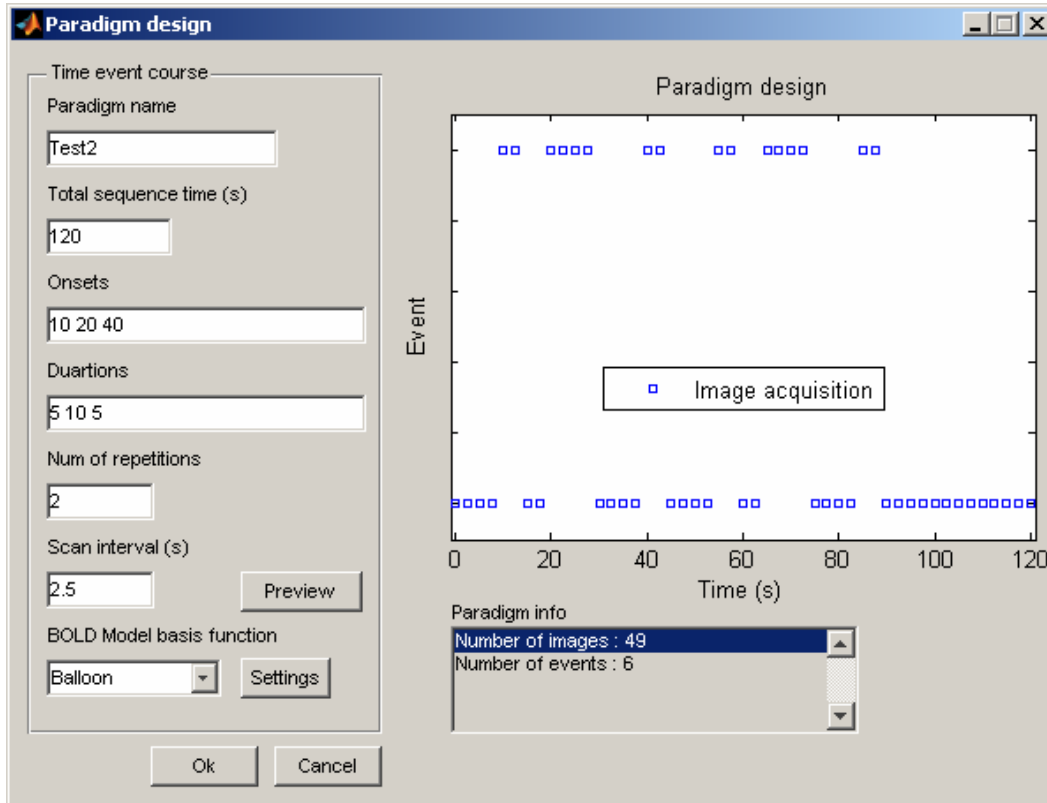 Paradigm design
Time event course
Paradigm name
Test2
Total sequence time (s)
120
Onsets
10 20 40
Duartions
5 10 5
Num of repetitions
2
Scan interval (s)
2.5
Preview
BOLD Model basis function
Balloon
Settings
Ok
Cancel
Paradigm design
Event
Image acquisition
0 20 40 60 80 100 120
Time (s)
Paradigm info
Number of images : 49
Number of events : 6